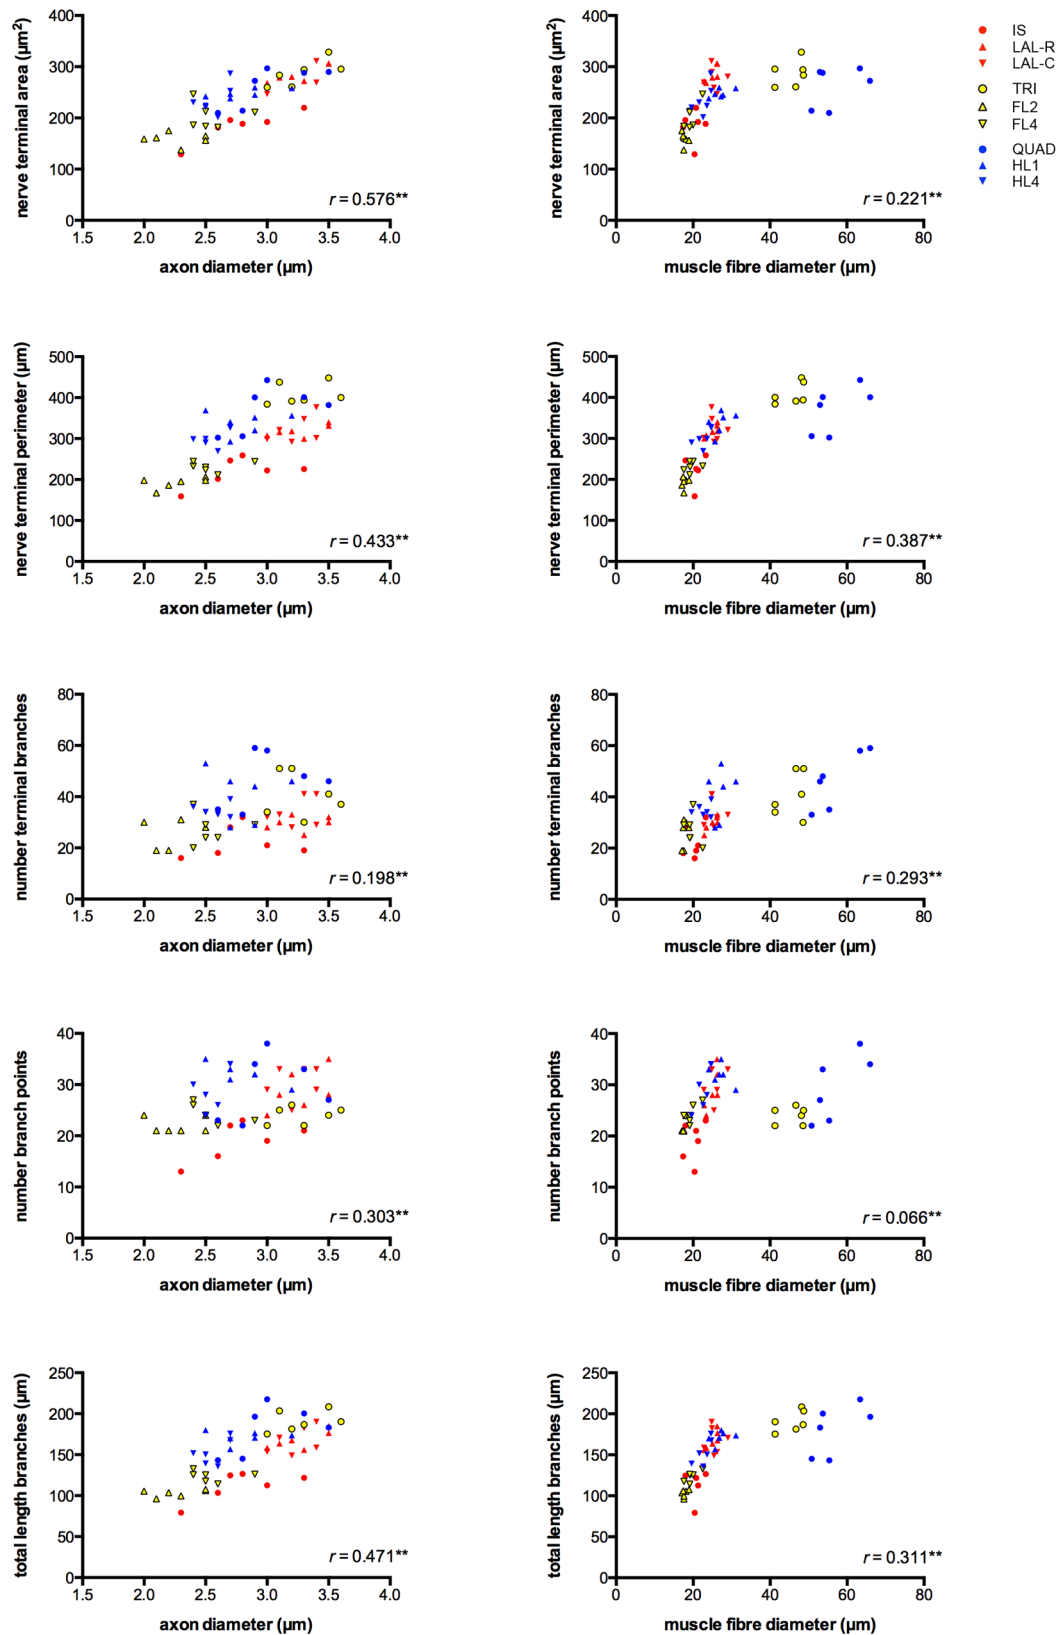 nerve terminal area (µm²)
400
300
200
100
0
1.5 2.0 2.5 3.0 3.5 4.0
axon diameter (µm)
r = 0.576**
nerve terminal area (µm²)
400
300
200
100
0
0 20 40 60 80
muscle fibre diameter (µm)
r = 0.221**
IS
LAL-R
LAL-C
TRI
FL2
FL4
QUAD
HL1
HL4
nerve terminal perimeter (µm)
500
400
300
200
100
0
1.5 2.0 2.5 3.0 3.5 4.0
axon diameter (µm)
r = 0.433**
nerve terminal perimeter (µm)
500
400
300
200
100
0
0 20 40 60 80
muscle fibre diameter (µm)
r = 0.387**
number terminal branches
80
60
40
20
0
1.5 2.0 2.5 3.0 3.5 4.0
axon diameter (µm)
r = 0.198**
number terminal branches
80
60
40
20
0
0 20 40 60 80
muscle fibre diameter (µm)
r = 0.293**
number branch points
40
30
20
10
0
1.5 2.0 2.5 3.0 3.5 4.0
axon diameter (µm)
r = 0.303**
number branch points
40
30
20
10
0
0 20 40 60 80
muscle fibre diameter (µm)
r = 0.066**
total length branches (µm)
250
200
150
100
50
0
1.5 2.0 2.5 3.0 3.5 4.0
axon diameter (µm)
r = 0.471**
total length branches (µm)
250
200
150
100
50
0
0 20 40 60 80
muscle fibre diameter (µm)
r = 0.311**